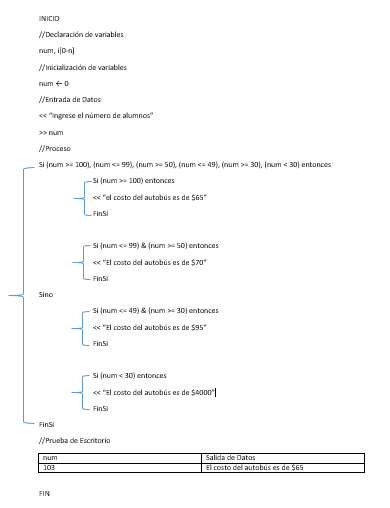 INICIO
//Declaración de variables
num, i[0-n]
//Inicialización de variables
num ← 0
//Entrada de Datos
<< “Ingrese el número de alumnos”
>> num
//Proceso
Si (num >= 100), (num <= 99), (num >= 50), (num <= 49), (num >= 30), (num < 30) entonces
Si (num >= 100) entonces
<< “el costo del autobús es de $65”
FinSi
Si (num <= 99) & (num >= 50) entonces
<< “El costo del autobús es de $70”
FinSi
Sino
Si (num <= 49) & (num >= 30) entonces
<< “El costo del autobús es de $95”
FinSi
Si (num < 30) entonces
<< “El costo del autobús es de $4000”
FinSi
FinSi
//Prueba de Escritorio
num Salida de Datos
103 El costo del autobús es de $65
FIN